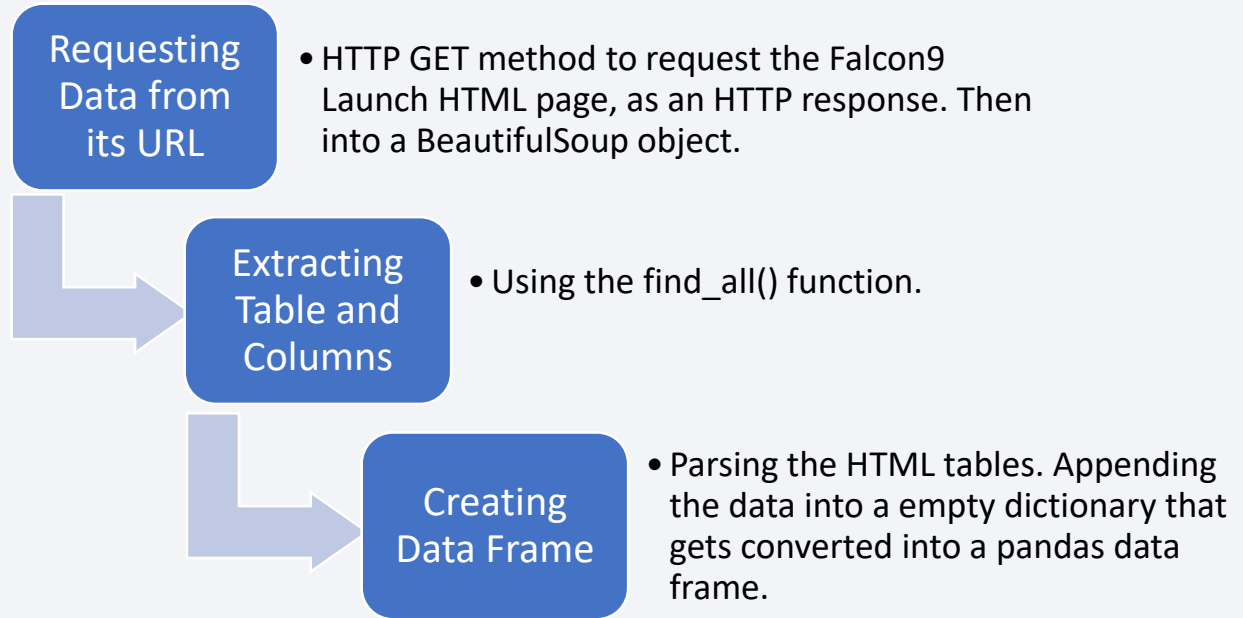 Requesting
Data from
its URL
• HTTP GET method to request the Falcon9
Launch HTML page, as an HTTP response. Then
into a BeautifulSoup object.
Extracting
Table and
Columns
• Using the find_all() function.
Creating
Data Frame
• Parsing the HTML tables. Appending
the data into a empty dictionary that
gets converted into a pandas data
frame.